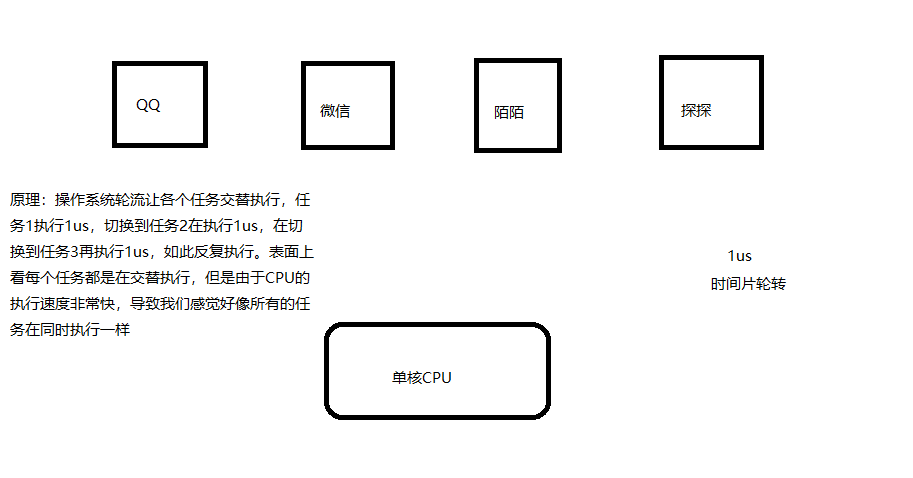 QQ
微信
陌陌
探探
原理：操作系统轮流让各个任务交替执行，任
务1执行1us，切换到任务2在执行1us，在切
换到任务3再执行1us，如此反复执行。表面上
看每个任务都是在交替执行，但是由于CPU的
执行速度非常快，导致我们感觉好像所有的任
务在同时执行一样
1us
时间片轮转
单核CPU